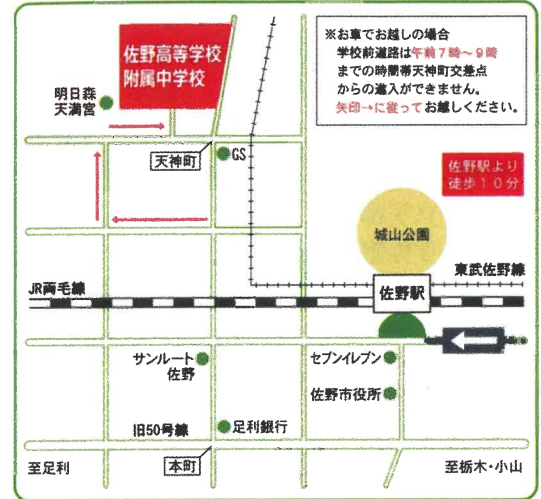 ※お車でお越しの場合
学校前道路は午前7時～9時
までの時間帯天神町交差点
からの進入ができません。
矢印→に従ってお越しください。
佐野高等学校
附属中学校
明日森
天満宮
天神町
GS
佐野駅より
徒歩10分
城山公園
東武佐野線
JR両毛線
佐野駅
サンルート
佐野
セブンイレブン
佐野市役所
旧50号線
足利銀行
至足利
本町
至栃木・小山